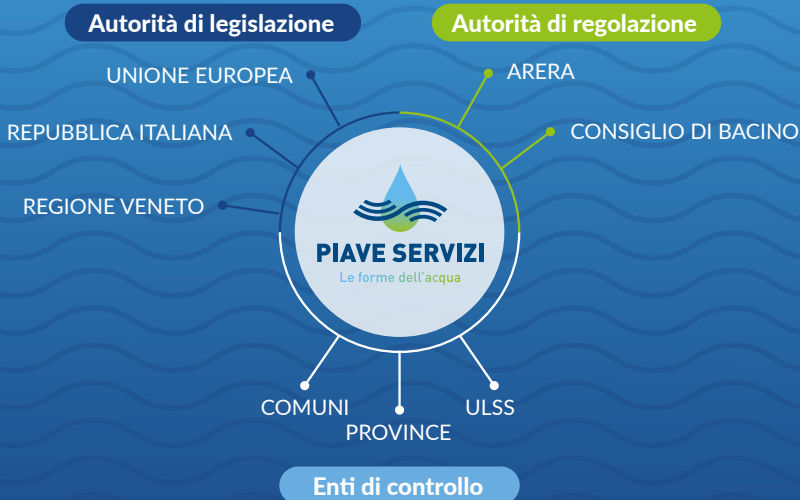 Autorità di legislazione
Autorità di regolazione
UNIONE EUROPEA
ARERA
REPUBBLICA ITALIANA
CONSIGLIO DI BACINO
REGIONE VENETO
PIAVE SERVIZI
Le forme dell'acqua
COMUNI
ULSS
PROVINCE
Enti di controllo